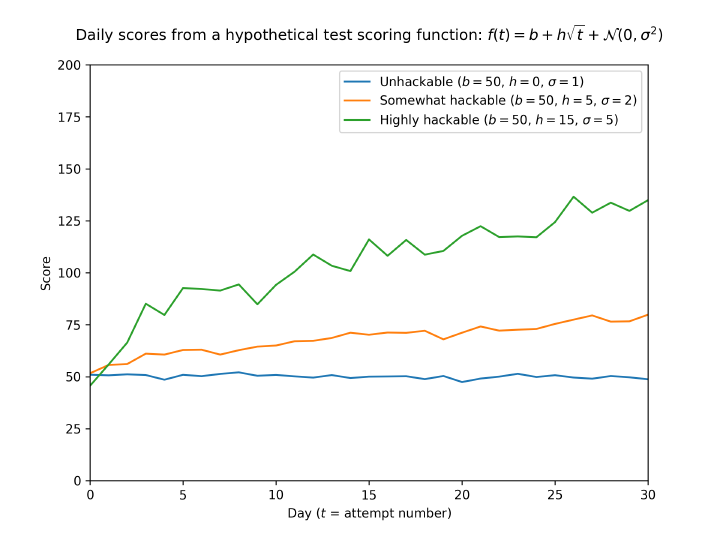 Daily scores from a hypothetical test scoring function: f(t) = b + h√t + 𝒩(0, σ²)
200
175
150
125
100
75
50
25
0
Score
Unhackable (b = 50, h = 0, σ = 1)
Somewhat hackable (b = 50, h = 5, σ = 2)
Highly hackable (b = 50, h = 15, σ = 5)
0 5 10 15 20 25 30
Day (t = attempt number)